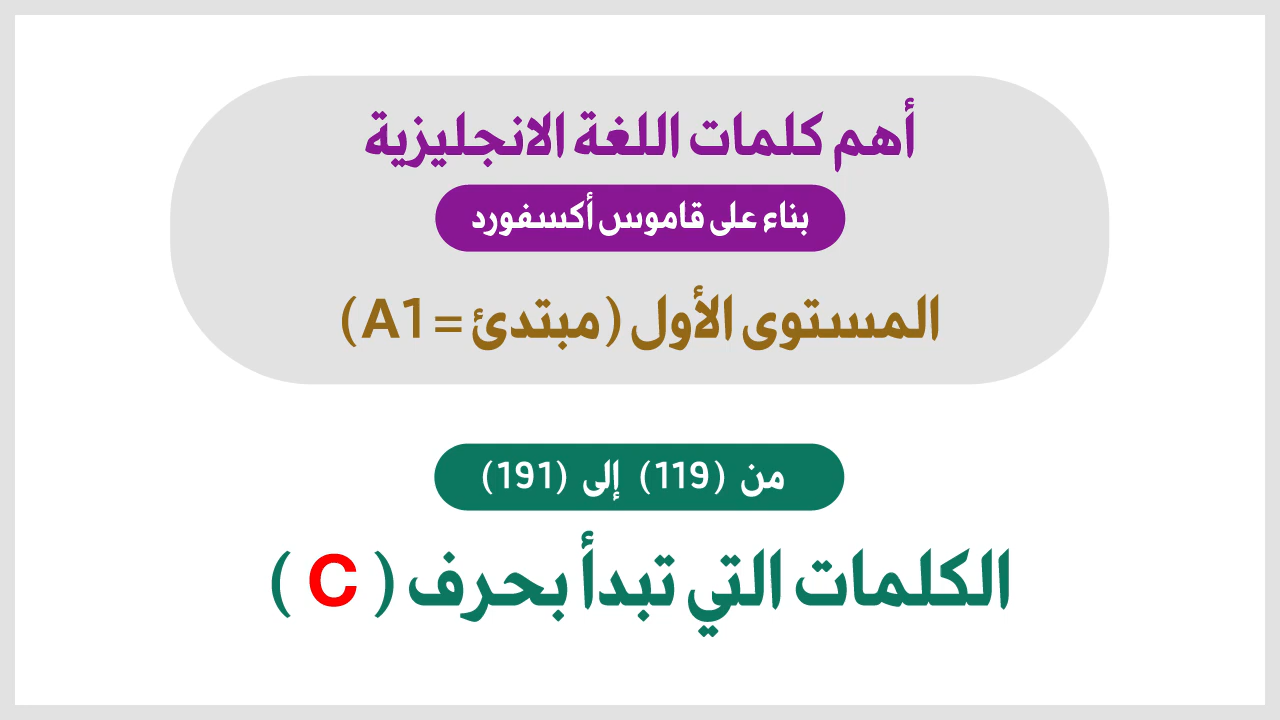 أهم كلمات اللغة الانجليزية
بناء على قاموس أكسفورد
المستوى الأول (مبتدئ = A1)
من (119) إلى (191)
الكلمات التي تبدأ بحرف ( C )